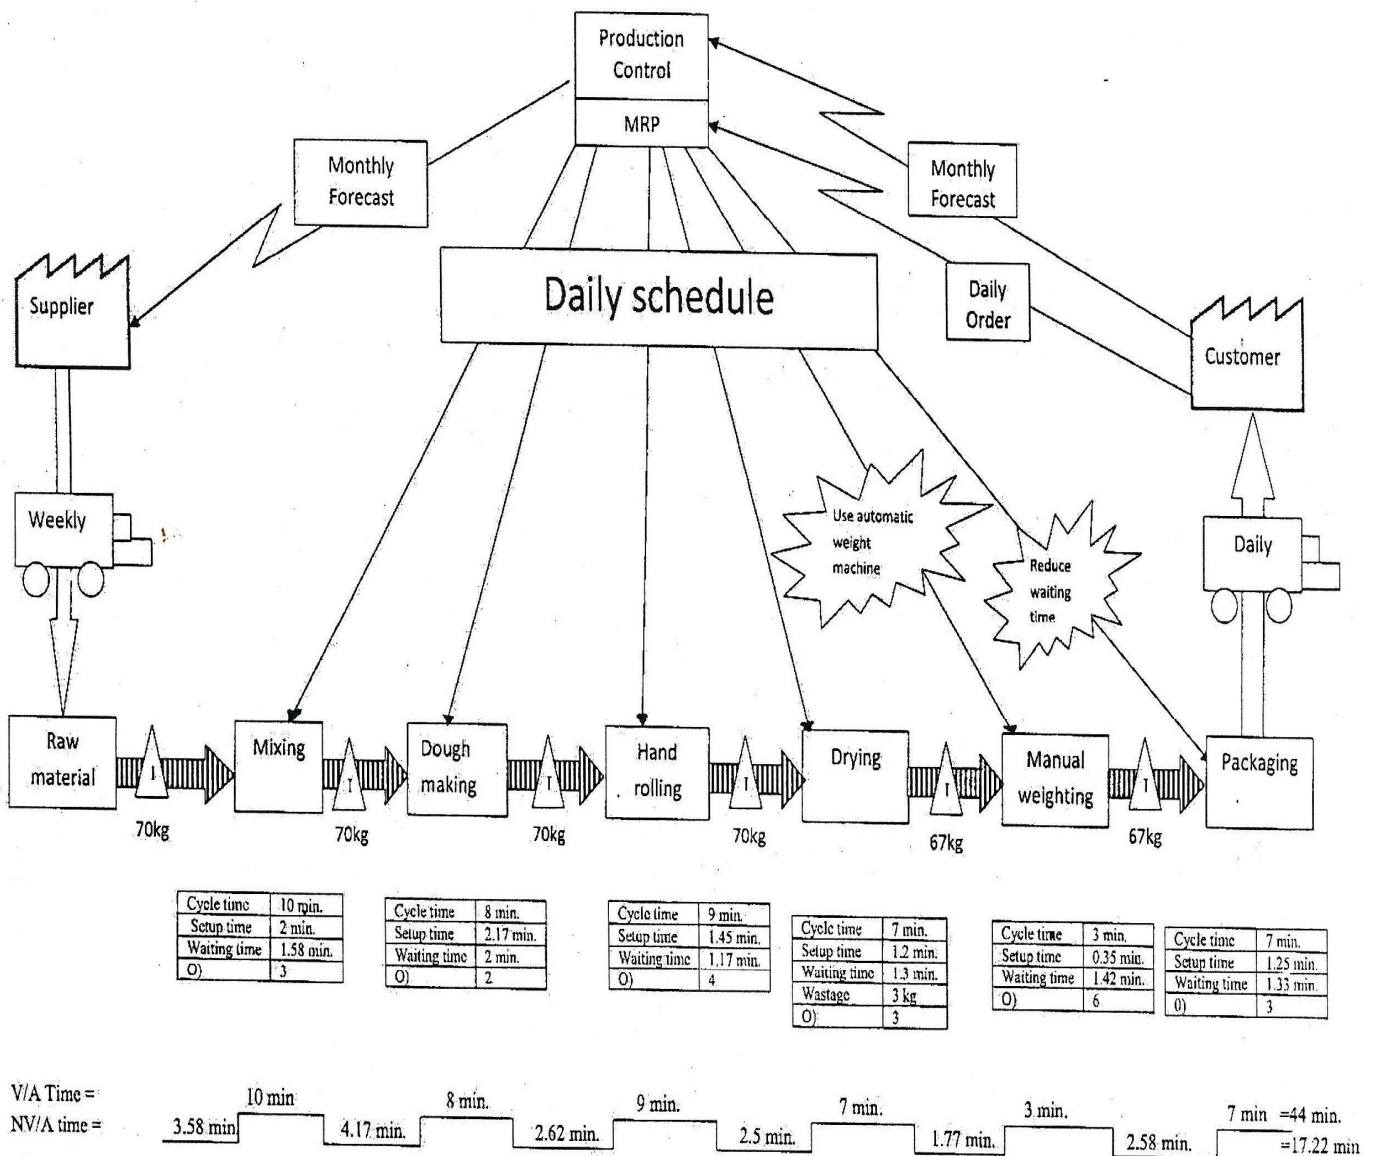 Production
Control
MRP
Monthly
Forecast
Monthly
Forecast
Daily schedule
Daily
Order
Supplier
Customer
Weekly
Use automatic
weight
machine
Reduce
waiting
time
Daily
Raw
material
I
Mixing
I
Dough
making
I
Hand
rolling
I
Drying
I
Manual
weighting
I
Packaging
70kg
70kg
70kg
70kg
67kg
67kg
Cycle time 10 min.
Setup time 2 min.
Waiting time 1.58 min.
O) 3
Cycle time 8 min.
Setup time 2.17 min.
Waiting time 2 min.
O) 2
Cycle time 9 min.
Setup time 1.45 min.
Waiting time 1.17 min.
O) 4
Cycle time 7 min.
Setup time 1.2 min.
Waiting time 1.3 min.
Wastage 3 kg
O) 3
Cycle time 3 min.
Setup time 0.35 min.
Waiting time 1.42 min.
O) 6
Cycle time 7 min.
Setup time 1.25 min.
Waiting time 1.33 min.
O) 3
V/A Time = 10 min 8 min. 9 min. 7 min. 3 min. 7 min =44 min.
NV/A time = 3.58 min 4.17 min. 2.62 min. 2.5 min. 1.77 min. 2.58 min. =17.22 min